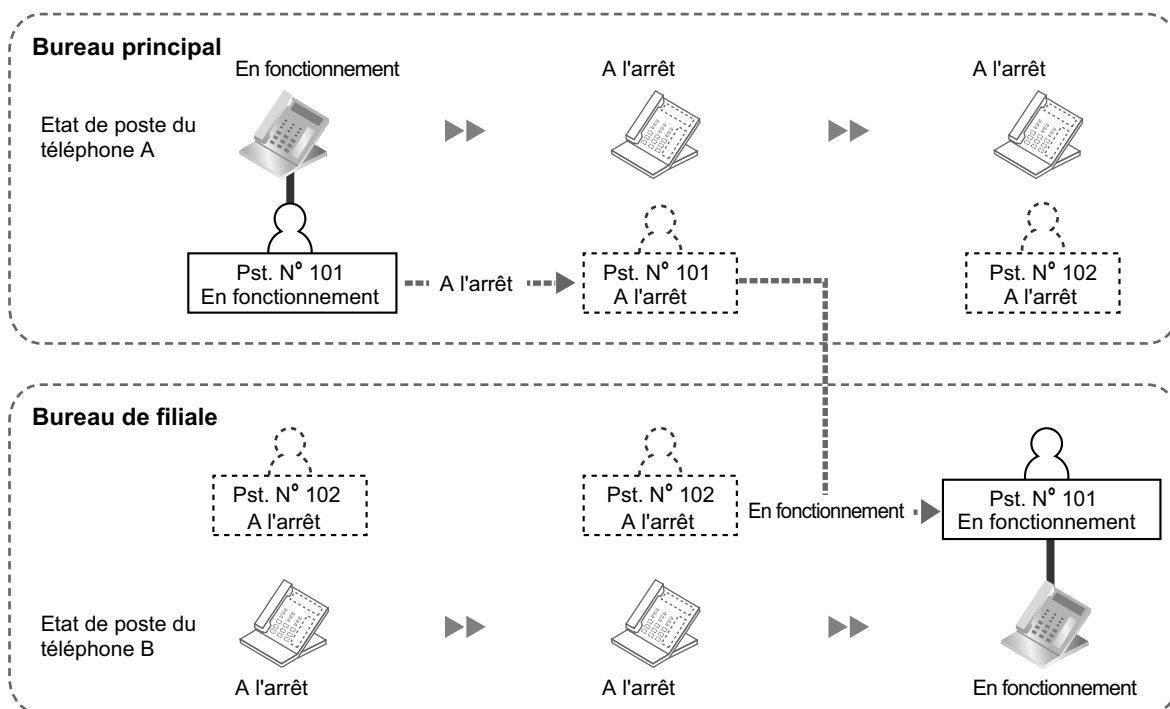 Bureau principal
En fonctionnement
A l'arrêt
A l'arrêt
Etat de poste du
téléphone A
Pst. N° 101
En fonctionnement
A l'arrêt
Pst. N° 101
A l'arrêt
Pst. N° 102
A l'arrêt
Bureau de filiale
Pst. N° 102
A l'arrêt
Pst. N° 102
A l'arrêt
En fonctionnement
Pst. N° 101
En fonctionnement
Etat de poste du
téléphone B
A l'arrêt
A l'arrêt
En fonctionnement